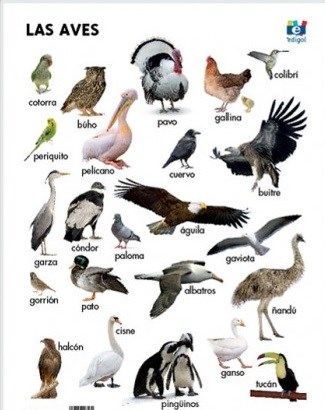 LAS AVES
edigol
cotorra
búho
pavo
gallina
colibrí
periquito
pelícano
cuervo
buitre
garza
cóndor
paloma
águila
gaviota
gorrión
pato
albatros
ñandú
halcón
cisne
pingüinos
ganso
tucán